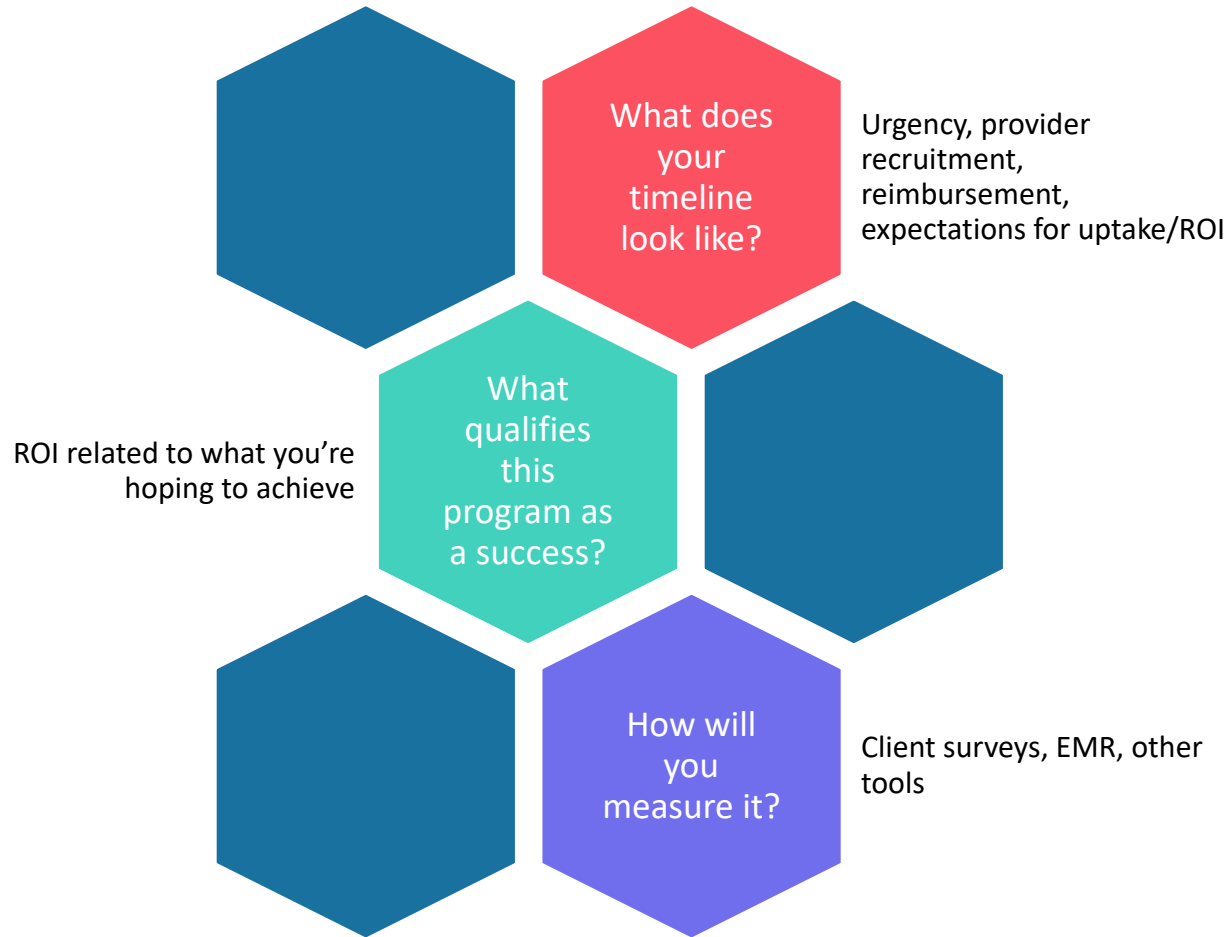 What does
your
timeline
look like?
Urgency, provider
recruitment,
reimbursement,
expectations for uptake/ROI
ROI related to what you’re
hoping to achieve
What
qualifies
this
program as
a success?
How will
you
measure it?
Client surveys, EMR, other
tools